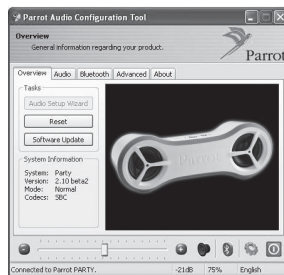 Parrot Audio Configuration Tool
Overview
General information regarding your product.
Parrot
Overview Audio Bluetooth Advanced About
Tasks
Audio Setup Wizard
Reset
Software Update
System Information
System: Party
Version: 2.10 beta2
Mode: Normal
Codecs: SBC
Parrot
Connected to Parrot PARTY. -21dB 75% English